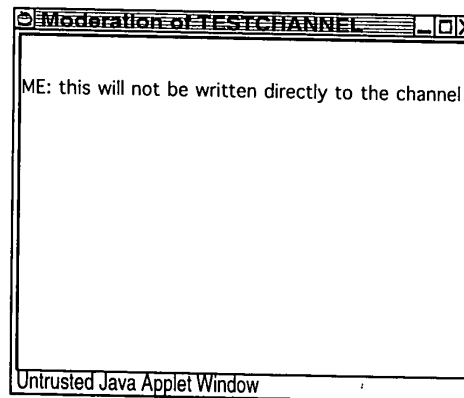 Moderation of TESTCHANNEL
ME: this will not be written directly to the channel
Untrusted Java Applet Window